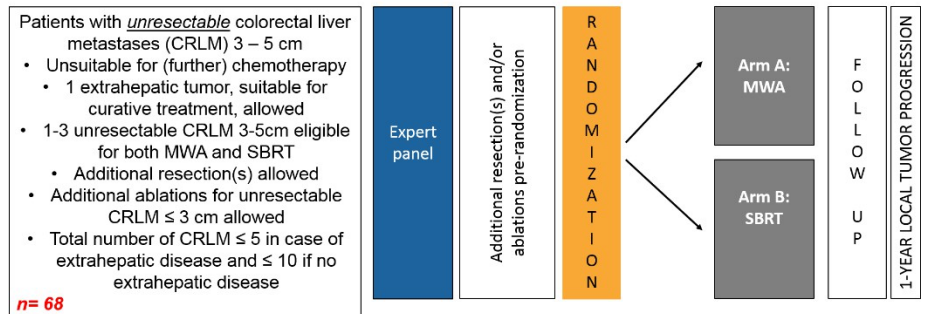 Patients with unresectable colorectal liver
metastases (CRLM) 3 – 5 cm
• Unsuitable for (further) chemotherapy
• 1 extrahepatic tumor, suitable for
curative treatment, allowed
• 1-3 unresectable CRLM 3-5cm eligible
for both MWA and SBRT
• Additional resection(s) allowed
• Additional ablations for unresectable
CRLM ≤ 3 cm allowed
• Total number of CRLM ≤ 5 in case of
extrahepatic disease and ≤ 10 if no
extrahepatic disease
n= 68
Expert
panel
Additional resection(s) and/or
ablations pre-randomization
RANDOMIZATION
Arm A:
MWA
Arm B:
SBRT
FOLLOW UP
1-YEAR LOCAL TUMOR PROGRESSION